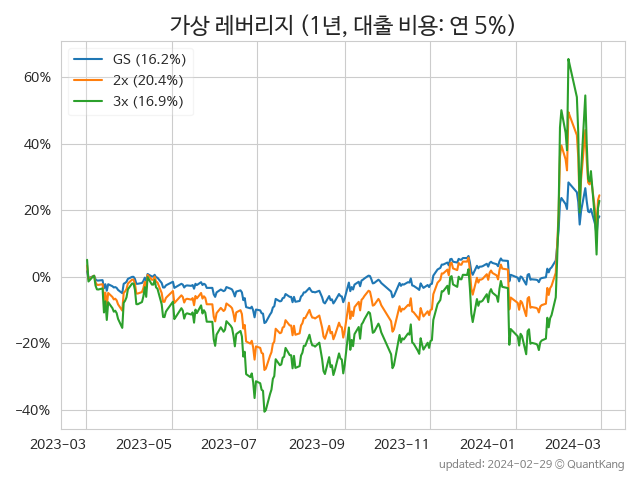 가상 레버리지 (1년, 대출 비용: 연 5%)
GS (16.2%)
2x (20.4%)
3x (16.9%)
60%
40%
20%
0%
−20%
−40%
2023-03 2023-05 2023-07 2023-09 2023-11 2024-01 2024-03
updated: 2024-02-29 © QuantKang